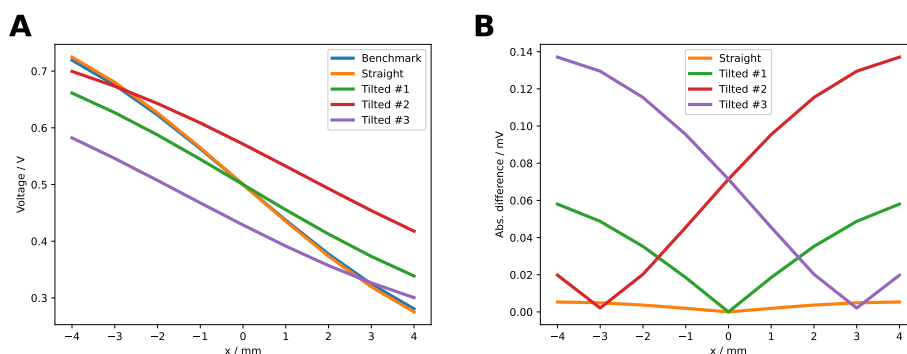 A
0.7
0.6
0.5
0.4
0.3
Voltage / V
−4 −3 −2 −1 0 1 2 3 4
x / mm
Benchmark
Straight
Tilted #1
Tilted #2
Tilted #3
B
0.14
0.12
0.10
0.08
0.06
0.04
0.02
0.00
Abs. difference / mV
−4 −3 −2 −1 0 1 2 3 4
x / mm
Straight
Tilted #1
Tilted #2
Tilted #3